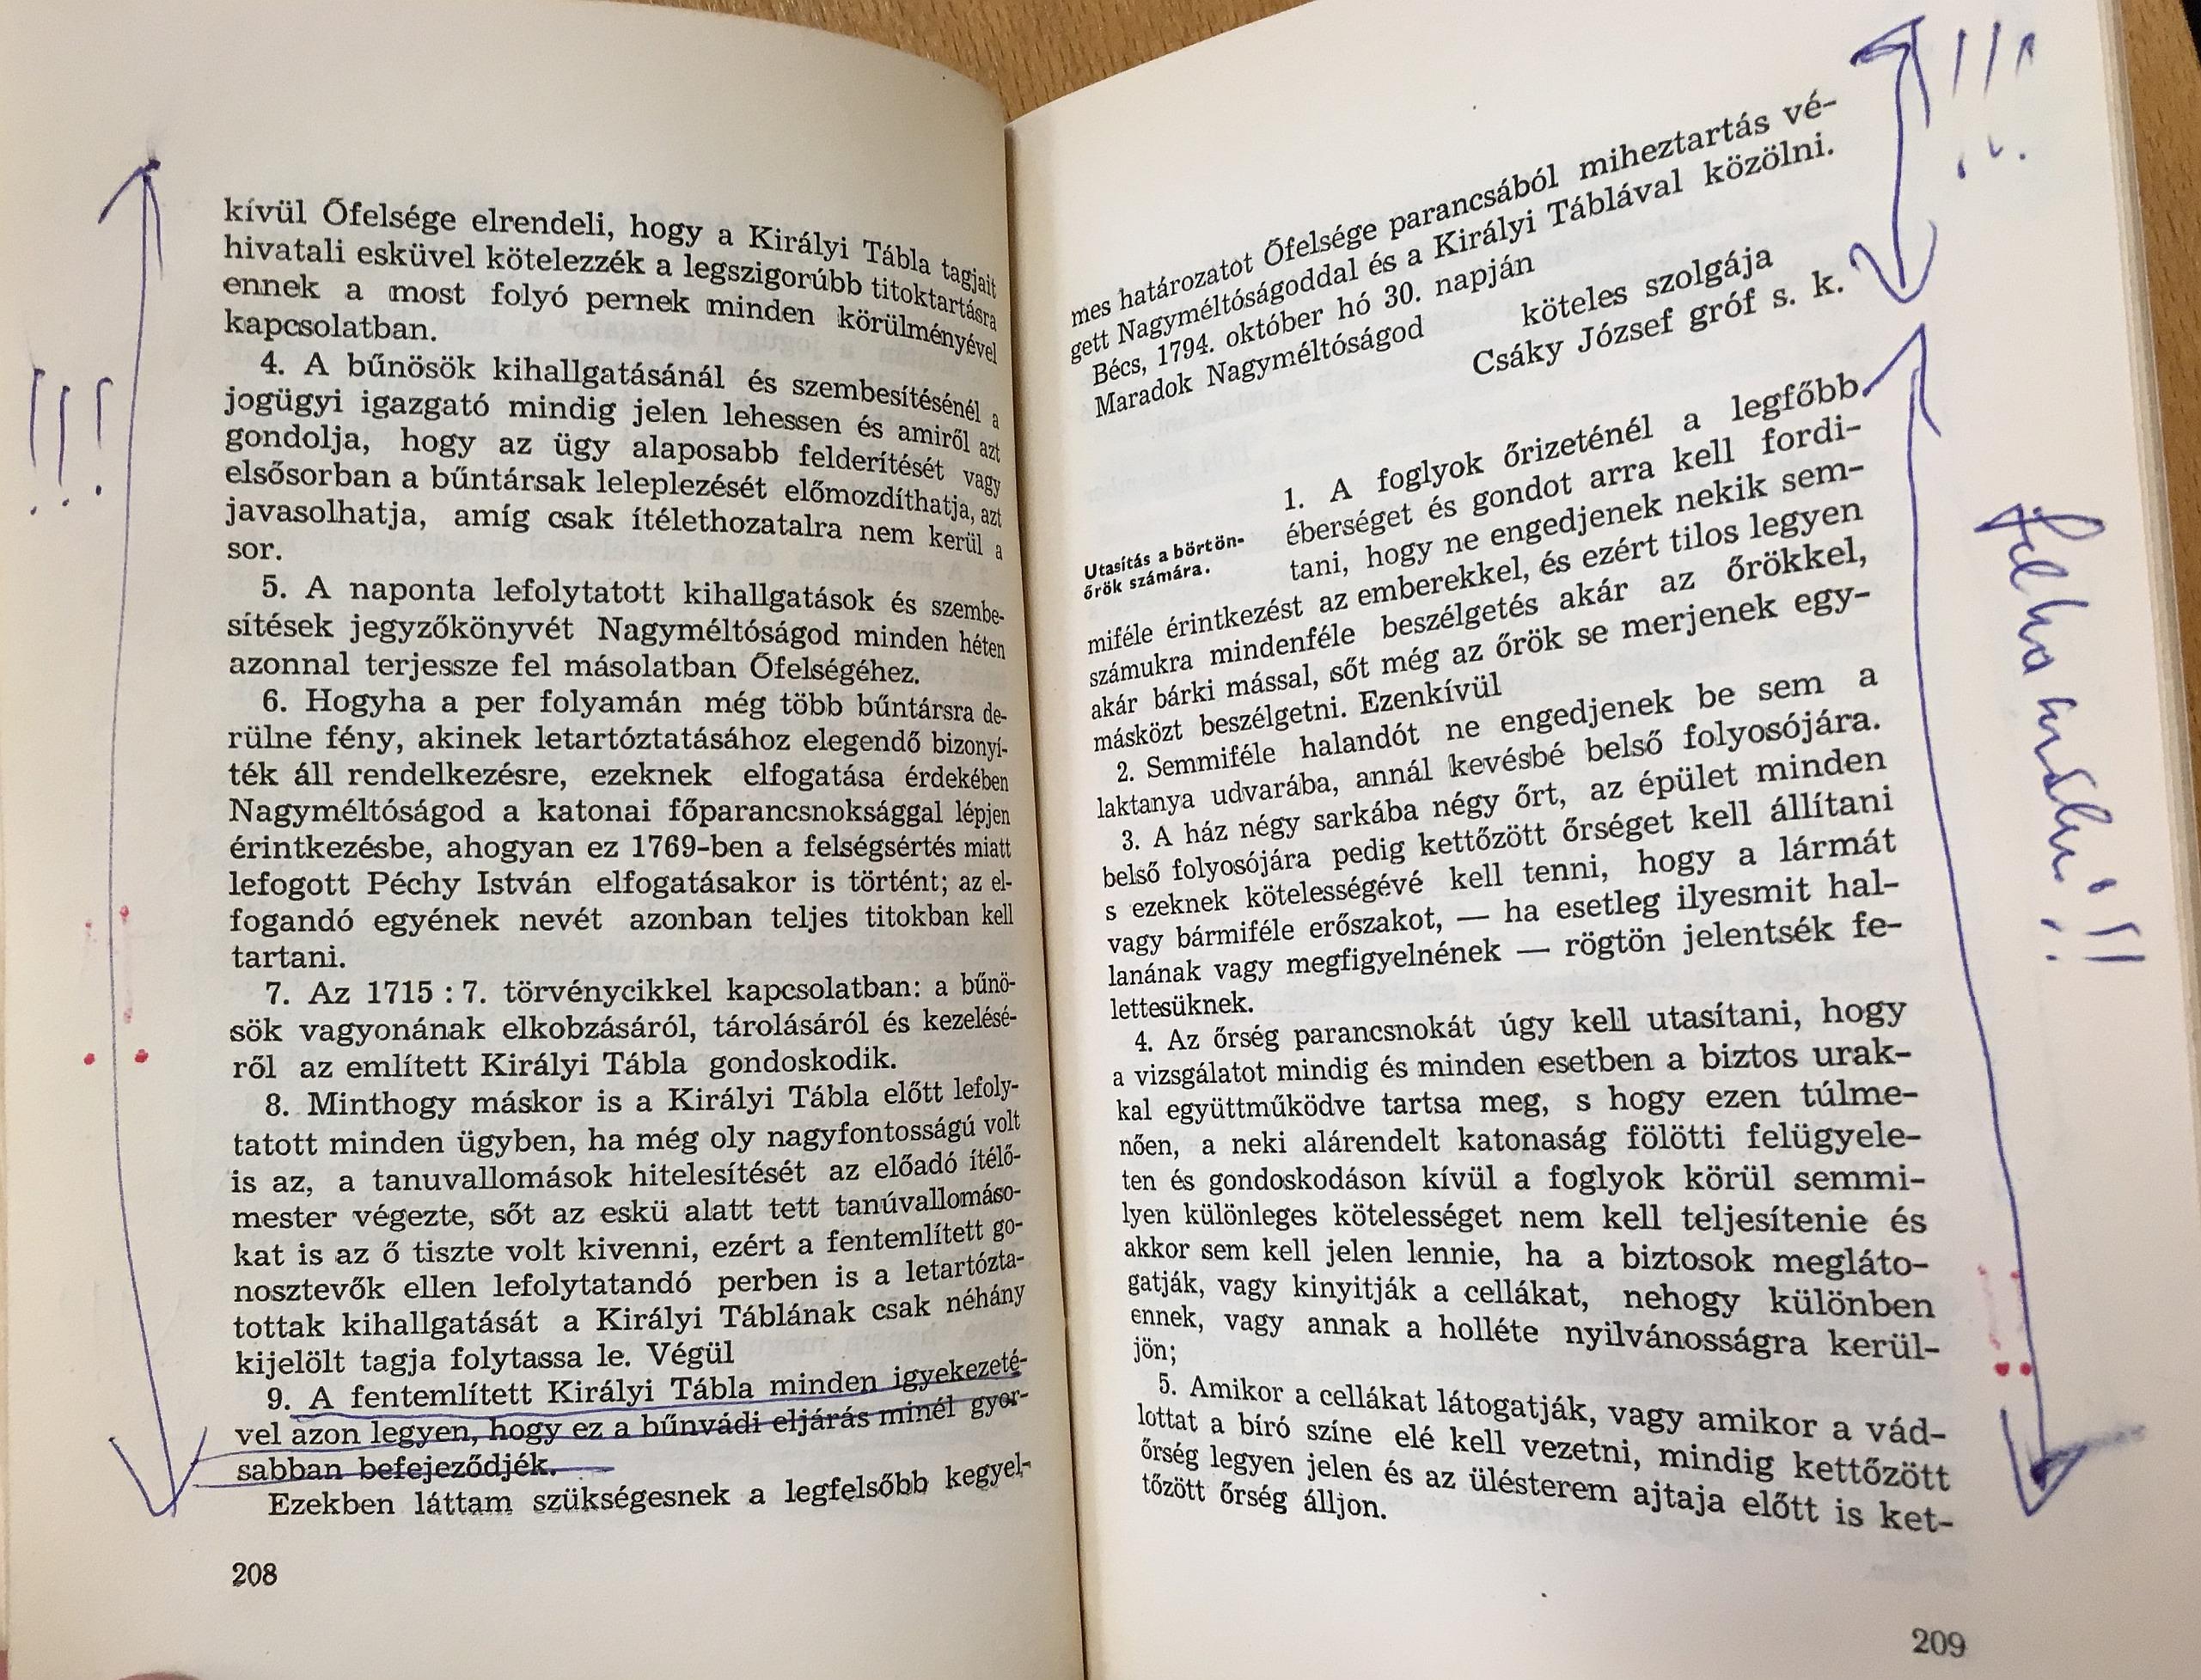 kívül Őfelsége elrendeli, hogy a Királyi Tábla tagjait
hivatali esküvel kötelezzék a legszigorúbb titoktartásra
ennek a most folyó pernek minden körülményével
kapcsolatban.
4. A bűnösök kihallgatásánál és szembesítésénél a
jogügyi igazgató mindig jelen lehessen és amiről azt
gondolja, hogy az ügy alaposabb felderítését vagy
elsősorban a bűntársak leleplezését előmozdíthatja, azt
javasolhatja, amíg csak ítélethozatalra nem kerül a
sor.
5. A naponta lefolytatott kihallgatások és szembe-
sítések jegyzőkönyvét Nagyméltóságod minden héten
azonnal terjessze fel másolatban Őfelségéhez.
6. Hogyha a per folyamán még több bűntársra de-
rülne fény, akinek letartóztatásához elegendő bizonyí-
ték áll rendelkezésre, ezeknek elfogatása érdekében
Nagyméltóságod a katonai főparancsnoksággal lépjen
érintkezésbe, ahogyan ez 1769-ben a felségsértés miatt
lefogott Péchy István elfogatásakor is történt; az el-
fogandó egyének nevét azonban teljes titokban kell
tartani.
7. Az 1715 : 7. törvénycikkel kapcsolatban: a bűnö-
sök vagyonának elkobzásáról, tárolásáról és kezelésé-
ről az említett Királyi Tábla gondoskodik.
8. Minthogy máskor is a Királyi Tábla előtt lefoly-
tatott minden ügyben, ha még oly nagyfontosságú volt
is az, a tanuvallomások hitelesítését az előadó ítélő-
mester végezte, sőt az eskü alatt tett tanúvallomáso-
kat is az ő tiszte volt kivenni, ezért a fentemlített go-
nosztevők ellen lefolytatandó perben is a letartózta-
tottak kihallgatását a Királyi Táblának csak néhány
kijelölt tagja folytassa le. Végül
9. A fentemlített Királyi Tábla minden igyekezeté-
vel azon legyen, hogy ez a bűnvádi eljárás minél gyor-
sabban befejeződjék.
Ezekben láttam szükségesnek a legfelsőbb kegyel-
208
!!!
mes határozatot Őfelsége parancsából miheztartás vé-
gett Nagyméltóságoddal és a Királyi Táblával közölni.
Bécs, 1794. október hó 30. napján
Maradok Nagyméltóságod
köteles szolgája
Csáky József gróf s. k.
Utasítás a börtön-
őrök számára.
1. A foglyok őrizeténél a legfőbb
éberséget és gondot arra kell fordí-
tani, hogy ne engedjenek nekik sem-
miféle érintkezést az emberekkel, és ezért tilos legyen
számukra mindenféle beszélgetés akár az őrökkel,
akár bárki mással, sőt még az őrök se merjenek egy-
másközt beszélgetni. Ezenkívül
2. Semmiféle halandót ne engedjenek be sem a
laktanya udvarába, annál kevésbé belső folyosójára.
3. A ház négy sarkába négy őrt, az épület minden
belső folyosójára pedig kettőzött őrséget kell állítani
s ezeknek kötelességévé kell tenni, hogy a lármát
vagy bármiféle erőszakot, — ha esetleg ilyesmit hal-
lanának vagy megfigyelnének — rögtön jelentsék fe-
lettesüknek.
4. Az őrség parancsnokát úgy kell utasítani, hogy
a vizsgálatot mindig és minden esetben a biztos urak-
kal együttműködve tartsa meg, s hogy ezen túlme-
nően, a neki alárendelt katonaság fölötti felügyele-
ten és gondoskodáson kívül a foglyok körül semmi-
lyen különleges kötelességet nem kell teljesítenie és
akkor sem kell jelen lennie, ha a biztosok megláto-
gatják, vagy kinyitják a cellákat, nehogy különben
ennek, vagy annak a holléte nyilvánosságra kerül-
jön;
5. Amikor a cellákat látogatják, vagy amikor a vád-
lottat a bíró színe elé kell vezetni, mindig kettőzött
őrség legyen jelen és az ülésterem ajtaja előtt is ket-
tőzött őrség álljon.
209
!!!
felhasználni!!
!!
!!